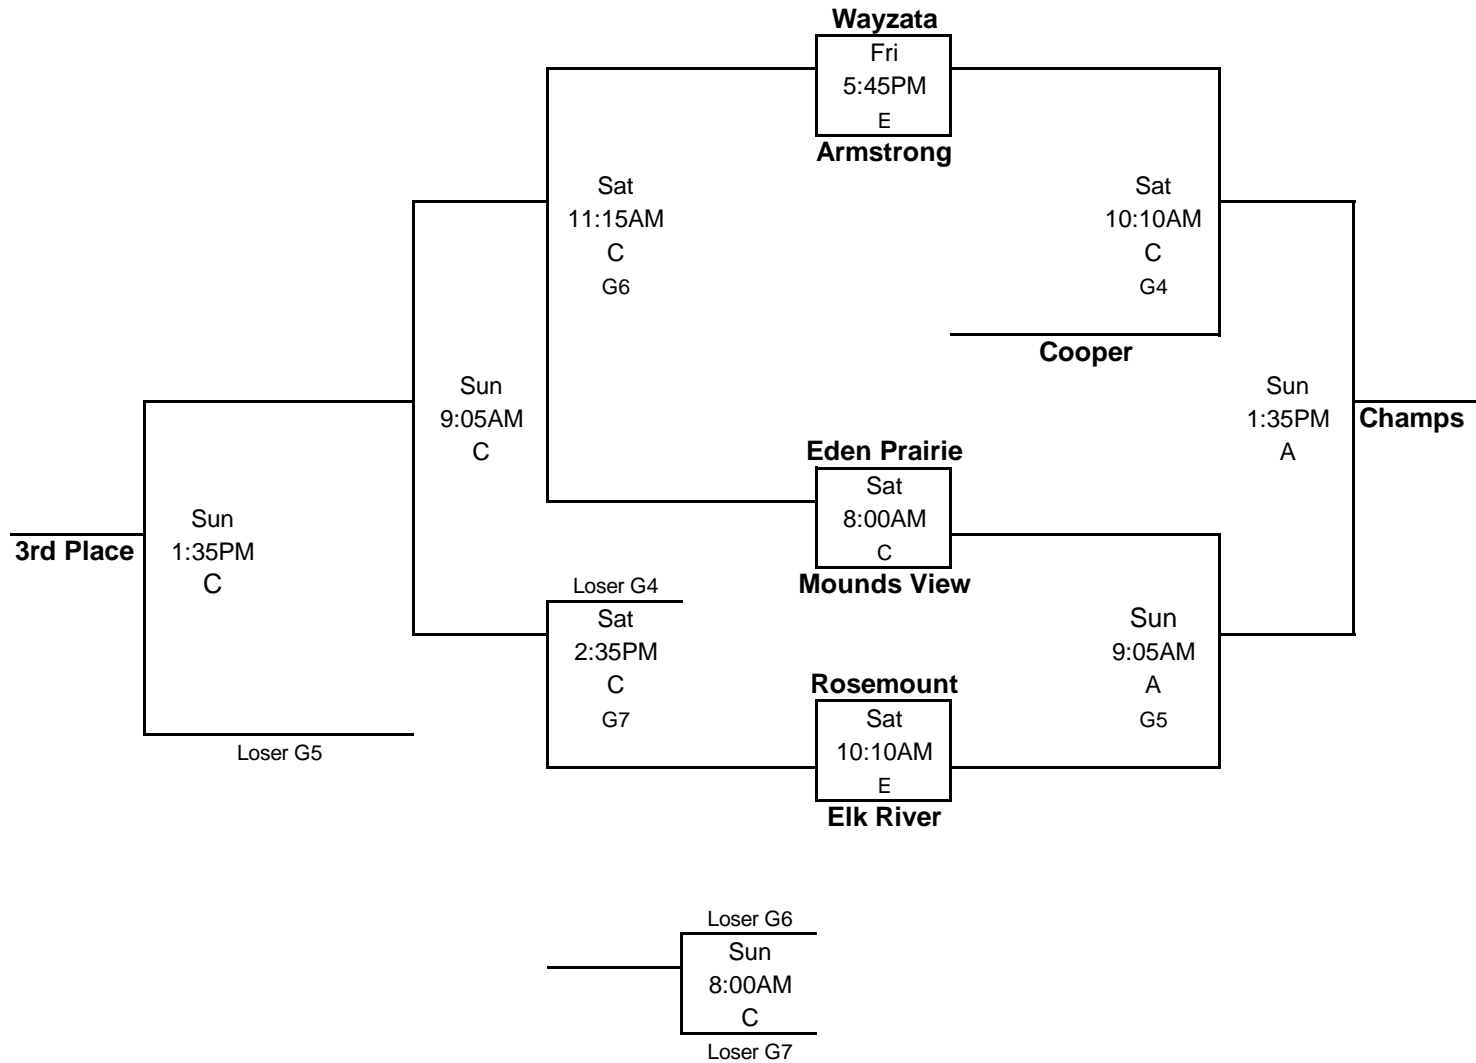 Wayzata
Fri
5:45PM
E
Armstrong
Sat
11:15AM
C
G6
Sat
10:10AM
C
G4
Cooper
Sun
9:05AM
C
Sun
1:35PM
A
Champs
Eden Prairie
Sat
8:00AM
C
Mounds View
Sun
1:35PM
C
3rd Place
Loser G4
Sat
2:35PM
C
G7
Sun
9:05AM
A
G5
Rosemount
Sat
10:10AM
E
Elk River
Loser G5
Loser G6
Sun
8:00AM
C
Loser G7